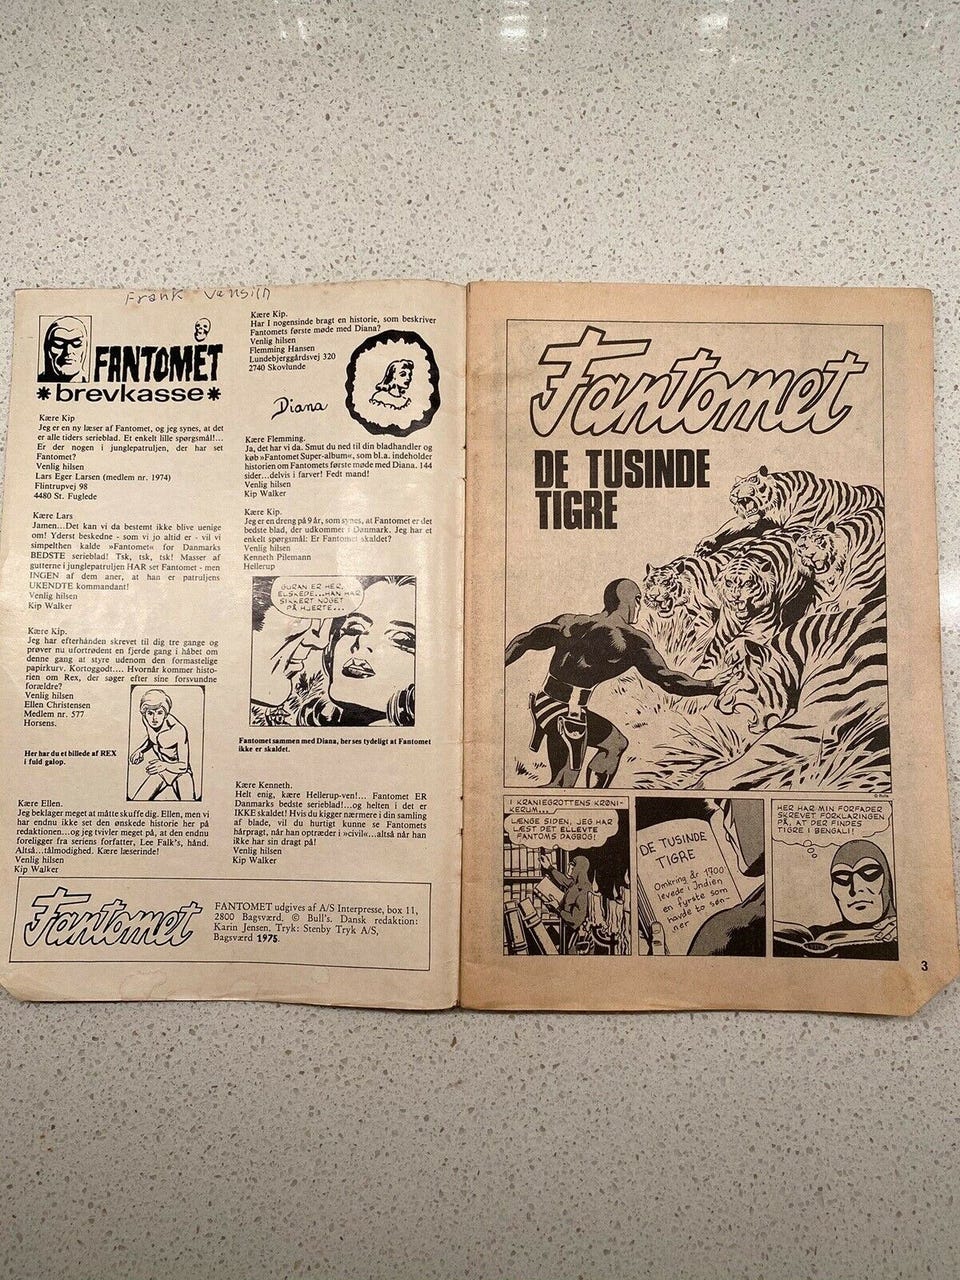 Frank
FANTOMET
* brevkasse *
Kære Kip
Jeg er en ny læser af Fantomet, og jeg synes, at det
er alle tiders serieblad. Et enkelt lille spørgsmål!...
Er der nogen i junglepatruljen, der har set
Fantomet?
Venlig hilsen
Lars Eger Larsen (medlem nr. 1974)
Flintrupvej 98
4480 St. Fuglede
Kære Lars
Jamen...Det kan vi da bestemt ikke blive uenige
om! Yderst beskedne - som vi jo altid er - vil vi
simpelthen kalde »Fantomet« for Danmarks
BEDSTE serieblad! Tsk, tsk, tsk! Masser af
gutterne i junglepatruljen HAR set Fantomet - men
INGEN af dem aner, at han er patruljens
UKENDTE kommandant!
Venlig hilsen
Kip Walker
Kære Kip.
Jeg har efterhånden skrevet til dig tre gange og
prøver nu ufortrødent en fjerde gang i håbet om
denne gang at styre udenom den formastelige
papirkurv. Kortoggodt.... Hvornår kommer histo-
rien om Rex, der søger efter sine forsvundne
forældre?
Venlig hilsen
Ellen Christensen
Medlem nr. 577
Horsens.
Her har du et billede af REX
i fuld galop.
Kære Ellen.
Jeg beklager meget at måtte skuffe dig. Ellen, men vi
har endnu ikke set den ønskede historie her på
redaktionen...og jeg tvivler meget på, at den endnu
foreligger fra seriens forfatter, Lee Falk's, hånd.
Altså...tålmodighed. Kære læserinde!
Venlig hilsen
Kip Walker
Kære Kip.
Har I nogensinde bragt en historie, som beskriver
Fantomets første møde med Diana?
Venlig hilsen
Flemming Hansen
Lundebjerggårdsvej 320
2740 Skovlunde
Diana
Kære Flemming.
Ja, det har vi da. Smut du ned til din bladhandler og
køb »Fantomet Super-album«, som bl.a. indeholder
historien om Fantomets første møde med Diana. 144
sider...delvis i farver! Fedt mand!
Venlig hilsen
Kip Walker
Kære Kip.
Jeg er en dreng på 9 år, som synes, at Fantomet er det
bedste blad, der udkommer i Danmark. Jeg har et
enkelt spørgsmål: Er Fantomet skaldet?
Venlig hilsen
Kenneth Pilemann
Hellerup
GURAN ER HER,
ELSKEDE...HAN HAR
SIKKERT NOGET
PÅ HJERTE...
Fantomet sammen med Diana, her ses tydeligt at Fantomet
ikke er skaldet.
Kære Kenneth.
Helt enig, kære Hellerup-ven!... Fantomet ER
Danmarks bedste serieblad!...og helten i det er
IKKE skaldet! Hvis du kigger nærmere i din samling
af blade, vil du hurtigt kunne se Fantomets
hårpragt, når han optræder i »civil«...altså når han
ikke har sin dragt på!
Venlig hilsen
Kip Walker
Fantomet
FANTOMET udgives af A/S Interpresse, box 11,
2800 Bagsværd, © Bull's. Dansk redaktion:
Karin Jensen, Tryk: Stenby Tryk A/S,
Bagsværd 1975.
Fantomet
DE TUSINDE
TIGRE
I KRANIEGROTTENS KRØNI-
KERUM...
LÆNGE SIDEN, JEG HAR
LÆST DET ELLEVTE
FANTOMS DAGBOG!
DE TUSINDE
TIGRE
Omkring år 1700
levede i Indien
en fyrste som
havde to søn-
ner
HER HAR MIN FORFADER
SKREVET FORKLARINGEN
PÅ, AT DER FINDES
TIGRE I BENGALI!
3